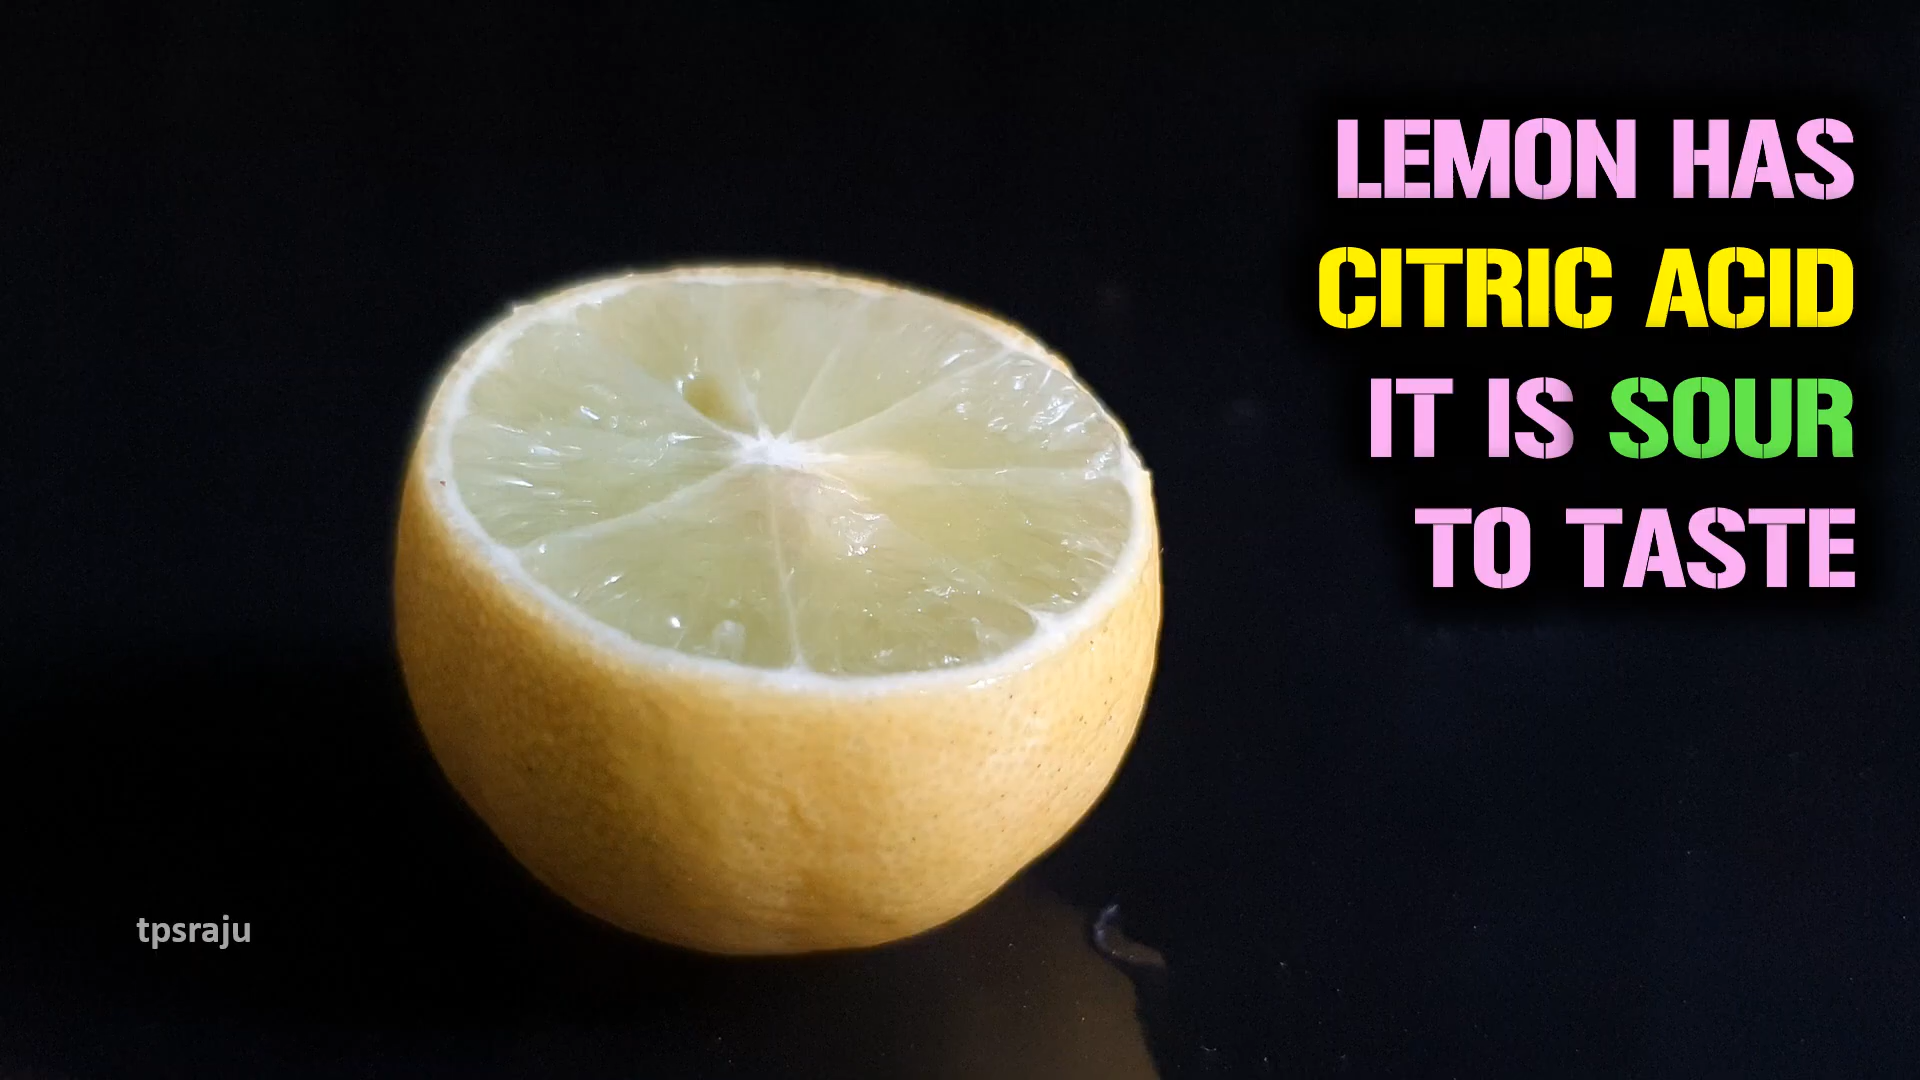 LEMON HAS
CITRIC ACID
IT IS SOUR
TO TASTE
tpsraju